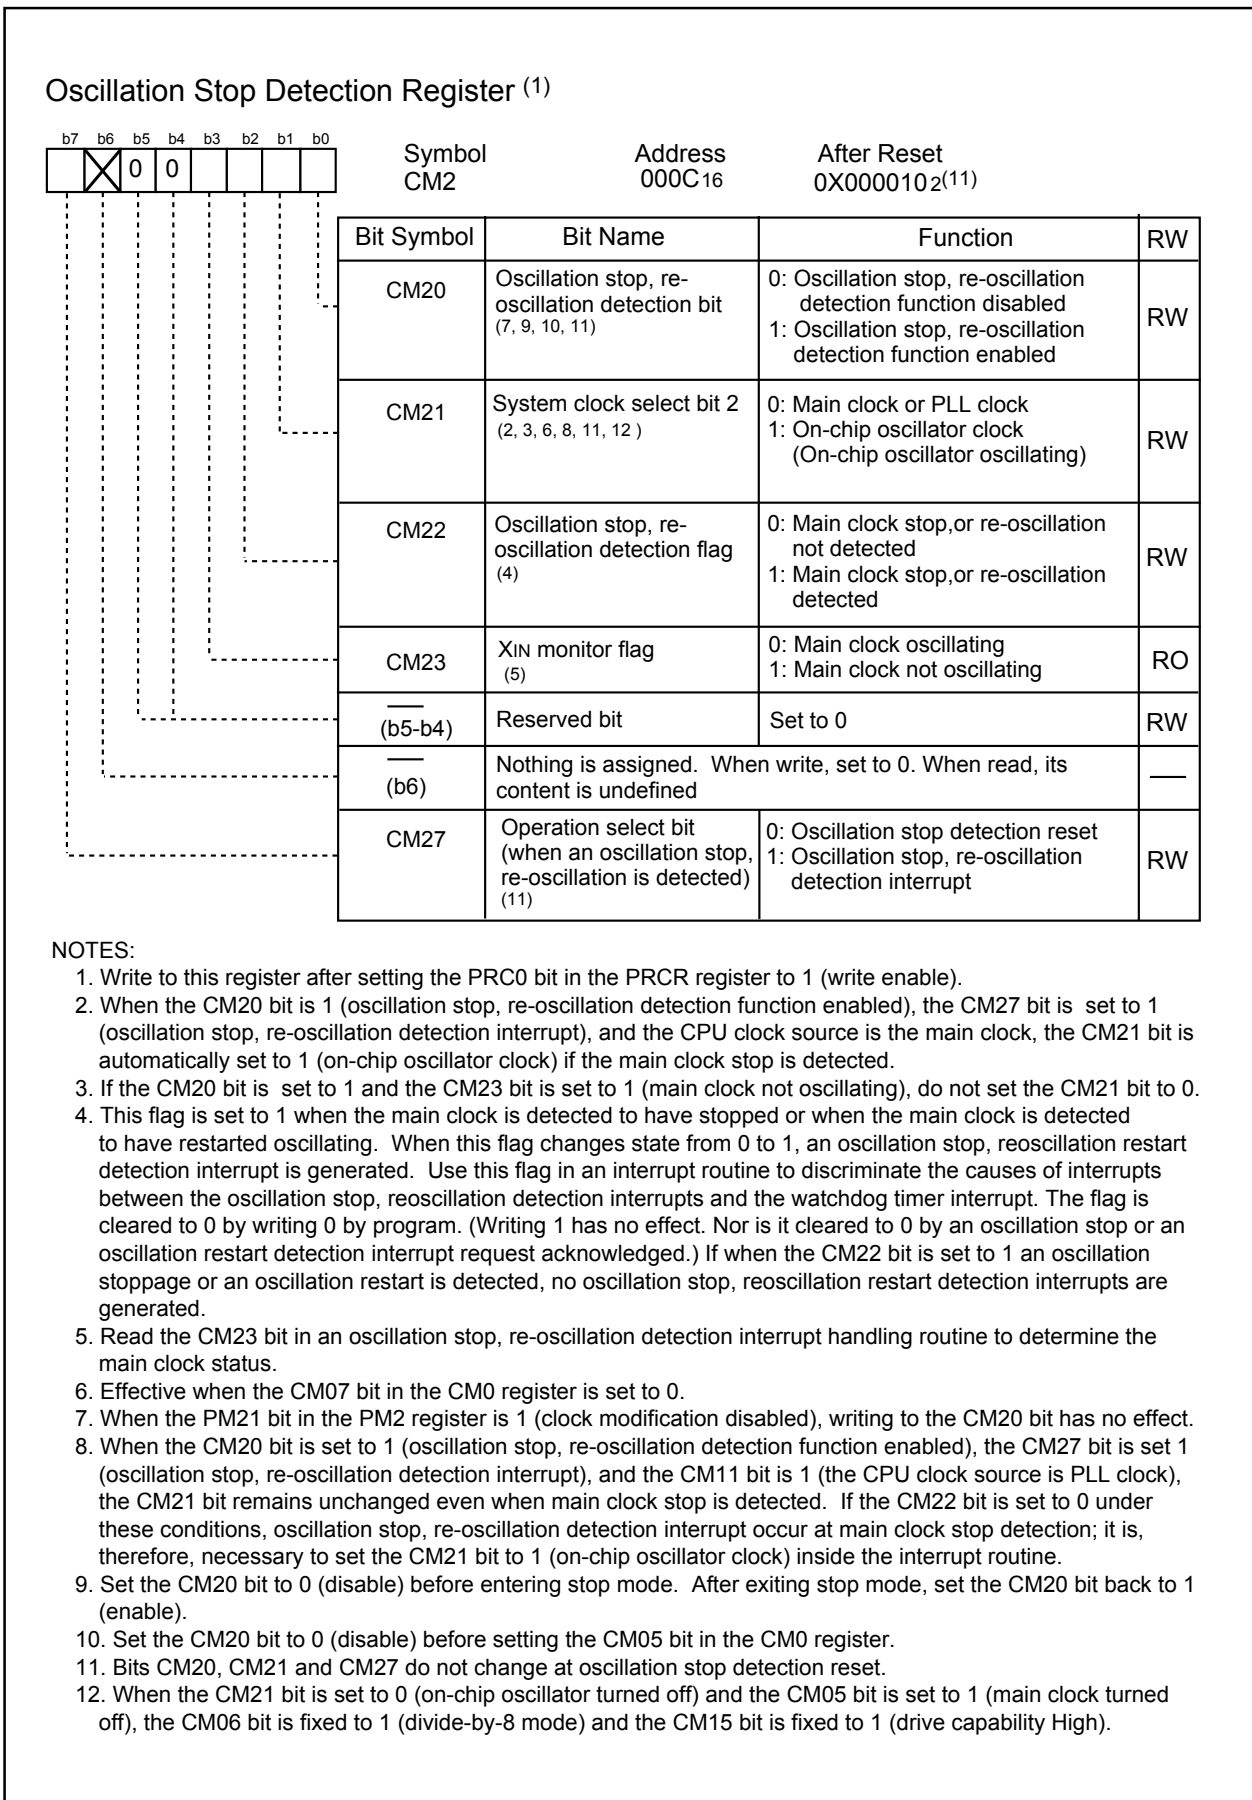 Oscillation Stop Detection Register (1)
b7 b6 b5 b4 b3 b2 b1 b0
0 0
Symbol Address After Reset
CM2 000C16 0X0000102(11)
Bit Symbol Bit Name Function RW
CM20 Oscillation stop, re- 0: Oscillation stop, re-oscillation
oscillation detection bit detection function disabled
(7, 9, 10, 11) 1: Oscillation stop, re-oscillation RW
detection function enabled
CM21 System clock select bit 2 0: Main clock or PLL clock
(2, 3, 6, 8, 11, 12 ) 1: On-chip oscillator clock RW
(On-chip oscillator oscillating)
CM22 Oscillation stop, re- 0: Main clock stop,or re-oscillation
oscillation detection flag not detected RW
(4) 1: Main clock stop,or re-oscillation
detected
CM23 XIN monitor flag 0: Main clock oscillating RO
(5) 1: Main clock not oscillating
(b5-b4) Reserved bit Set to 0 RW
Nothing is assigned. When write, set to 0. When read, its
(b6) content is undefined
CM27 Operation select bit 0: Oscillation stop detection reset
(when an oscillation stop, 1: Oscillation stop, re-oscillation RW
re-oscillation is detected) detection interrupt
(11)
NOTES:
1. Write to this register after setting the PRC0 bit in the PRCR register to 1 (write enable).
2. When the CM20 bit is 1 (oscillation stop, re-oscillation detection function enabled), the CM27 bit is set to 1
(oscillation stop, re-oscillation detection interrupt), and the CPU clock source is the main clock, the CM21 bit is
automatically set to 1 (on-chip oscillator clock) if the main clock stop is detected.
3. If the CM20 bit is set to 1 and the CM23 bit is set to 1 (main clock not oscillating), do not set the CM21 bit to 0.
4. This flag is set to 1 when the main clock is detected to have stopped or when the main clock is detected
to have restarted oscillating. When this flag changes state from 0 to 1, an oscillation stop, reoscillation restart
detection interrupt is generated. Use this flag in an interrupt routine to discriminate the causes of interrupts
between the oscillation stop, reoscillation detection interrupts and the watchdog timer interrupt. The flag is
cleared to 0 by writing 0 by program. (Writing 1 has no effect. Nor is it cleared to 0 by an oscillation stop or an
oscillation restart detection interrupt request acknowledged.) If when the CM22 bit is set to 1 an oscillation
stoppage or an oscillation restart is detected, no oscillation stop, reoscillation restart detection interrupts are
generated.
5. Read the CM23 bit in an oscillation stop, re-oscillation detection interrupt handling routine to determine the
main clock status.
6. Effective when the CM07 bit in the CM0 register is set to 0.
7. When the PM21 bit in the PM2 register is 1 (clock modification disabled), writing to the CM20 bit has no effect.
8. When the CM20 bit is set to 1 (oscillation stop, re-oscillation detection function enabled), the CM27 bit is set 1
(oscillation stop, re-oscillation detection interrupt), and the CM11 bit is 1 (the CPU clock source is PLL clock),
the CM21 bit remains unchanged even when main clock stop is detected. If the CM22 bit is set to 0 under
these conditions, oscillation stop, re-oscillation detection interrupt occur at main clock stop detection; it is,
therefore, necessary to set the CM21 bit to 1 (on-chip oscillator clock) inside the interrupt routine.
9. Set the CM20 bit to 0 (disable) before entering stop mode. After exiting stop mode, set the CM20 bit back to 1
(enable).
10. Set the CM20 bit to 0 (disable) before setting the CM05 bit in the CM0 register.
11. Bits CM20, CM21 and CM27 do not change at oscillation stop detection reset.
12. When the CM21 bit is set to 0 (on-chip oscillator turned off) and the CM05 bit is set to 1 (main clock turned
off), the CM06 bit is fixed to 1 (divide-by-8 mode) and the CM15 bit is fixed to 1 (drive capability High).